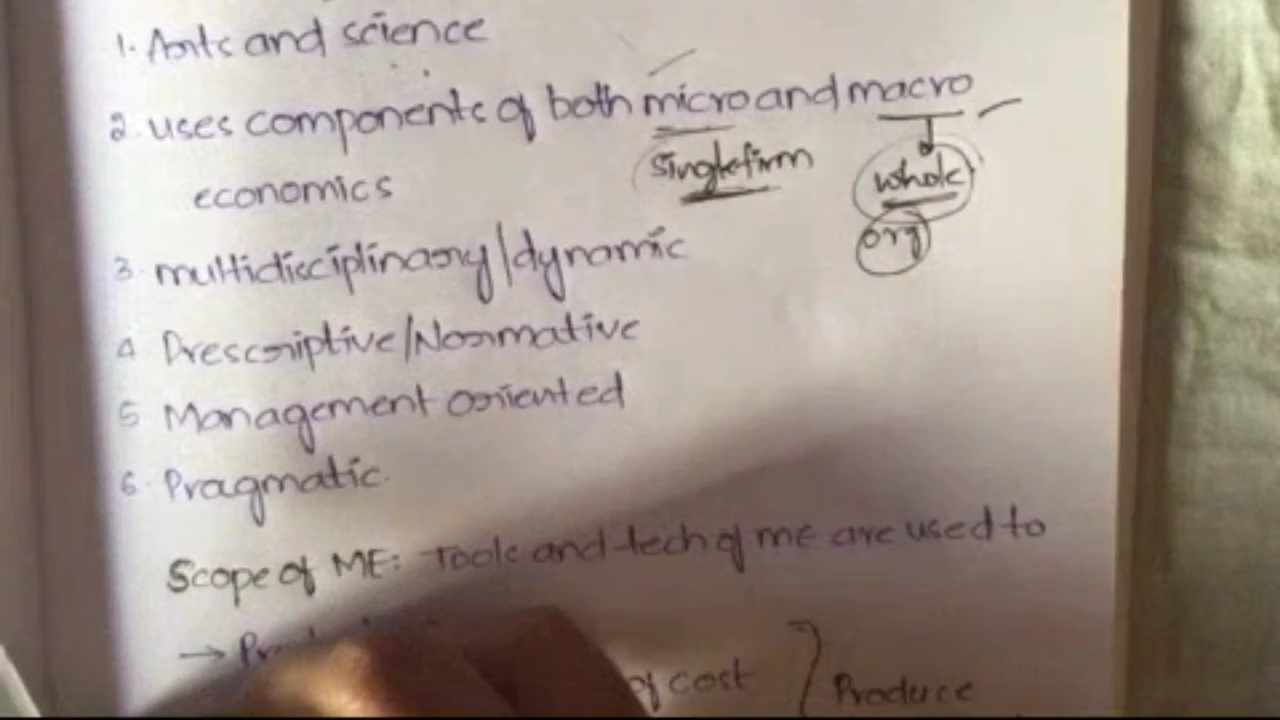 1. Arts and science
2. uses components of both micro and macro
single firm whole
economics
org
3. multidisciplinary/dynamic
4 Prescriptive/Normative
5 Management oriented
6. Pragmatic.
Scope of ME: Tools and tech of ME are used to
→
of cost } Produce